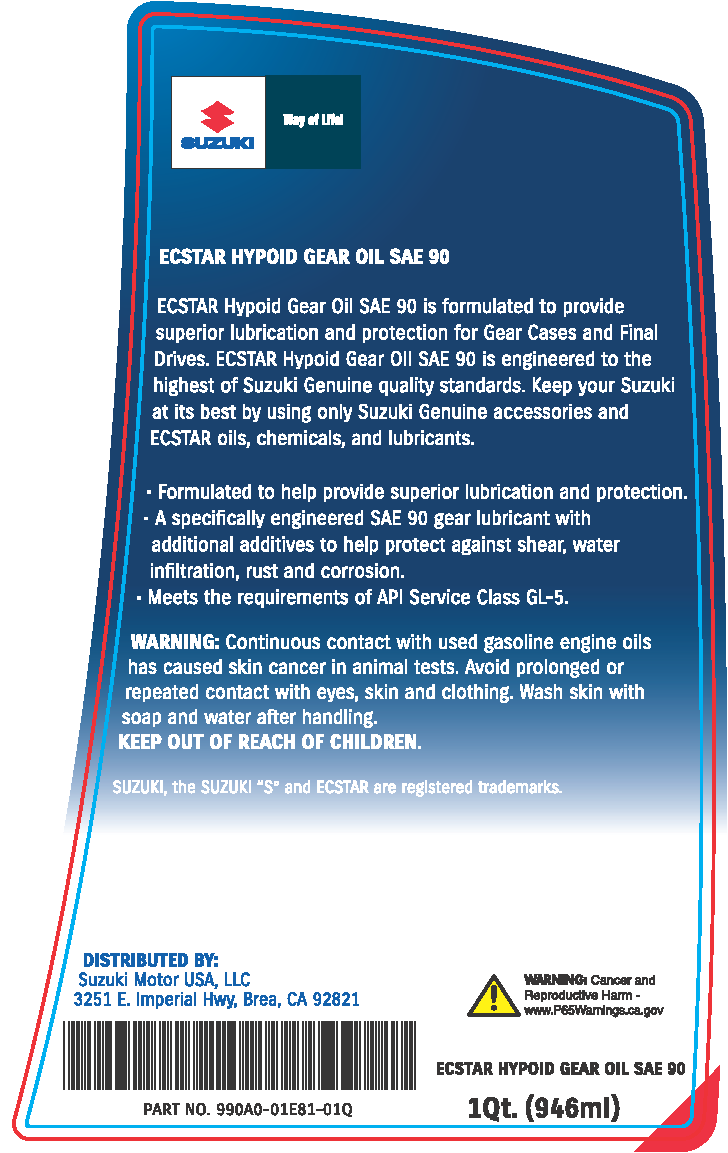 SUZUKI
Way of Life!
ECSTAR HYPOID GEAR OIL SAE 90
ECSTAR Hypoid Gear Oil SAE 90 is formulated to provide
superior lubrication and protection for Gear Cases and Final
Drives. ECSTAR Hypoid Gear OIl SAE 90 is engineered to the
highest of Suzuki Genuine quality standards. Keep your Suzuki
at its best by using only Suzuki Genuine accessories and
ECSTAR oils, chemicals, and lubricants.
· Formulated to help provide superior lubrication and protection.
· A specifically engineered SAE 90 gear lubricant with
additional additives to help protect against shear, water
infiltration, rust and corrosion.
· Meets the requirements of API Service Class GL-5.
WARNING: Continuous contact with used gasoline engine oils
has caused skin cancer in animal tests. Avoid prolonged or
repeated contact with eyes, skin and clothing. Wash skin with
soap and water after handling.
KEEP OUT OF REACH OF CHILDREN.
SUZUKI, the SUZUKI “S” and ECSTAR are registered trademarks.
DISTRIBUTED BY:
Suzuki Motor USA, LLC
3251 E. Imperial Hwy, Brea, CA 92821
PART NO. 990A0-01E81-01Q
WARNING: Cancer and
Reproductive Harm -
www.P65Warnings.ca.gov
ECSTAR HYPOID GEAR OIL SAE 90
1Qt. (946ml)